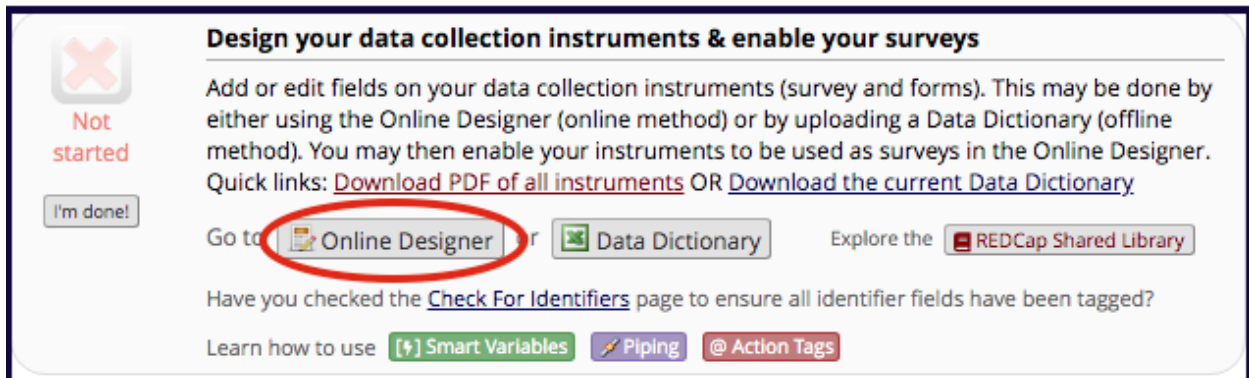 Design your data collection instruments & enable your surveys
Add or edit fields on your data collection instruments (survey and forms). This may be done by
either using the Online Designer (online method) or by uploading a Data Dictionary (offline
method). You may then enable your instruments to be used as surveys in the Online Designer.
Quick links: Download PDF of all instruments OR Download the current Data Dictionary
Not
started
I'm done!
Go to Online Designer or Data Dictionary Explore the REDCap Shared Library
Have you checked the Check For Identifiers page to ensure all identifier fields have been tagged?
Learn how to use [⚡] Smart Variables Piping @ Action Tags